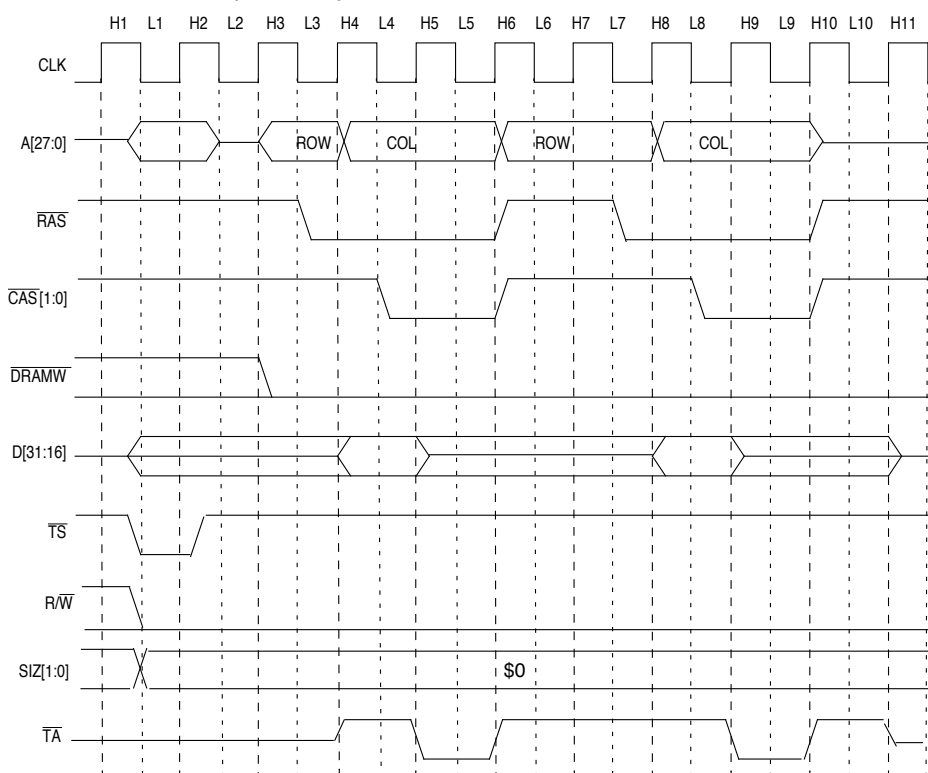 H1 L1 H2 L2 H3 L3 H4 L4 H5 L5 H6 L6 H7 L7 H8 L8 H9 L9 H10 L10 H11
CLK
A[27:0] ROW COL ROW COL
RAS
CAS[1:0]
DRAMW
D[31:16]
TS
R/W
SIZ[1:0] $0
TA